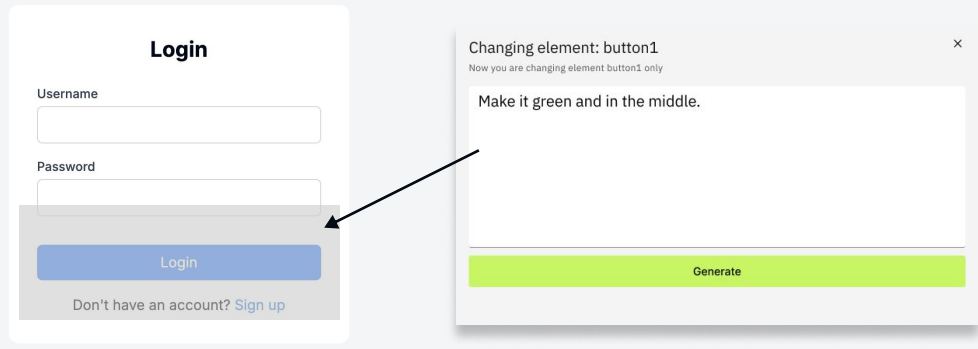 Login
Username
Password
Login
Don't have an account? Sign up
Changing element: button1
Now you are changing element button1 only
Make it green and in the middle.
Generate